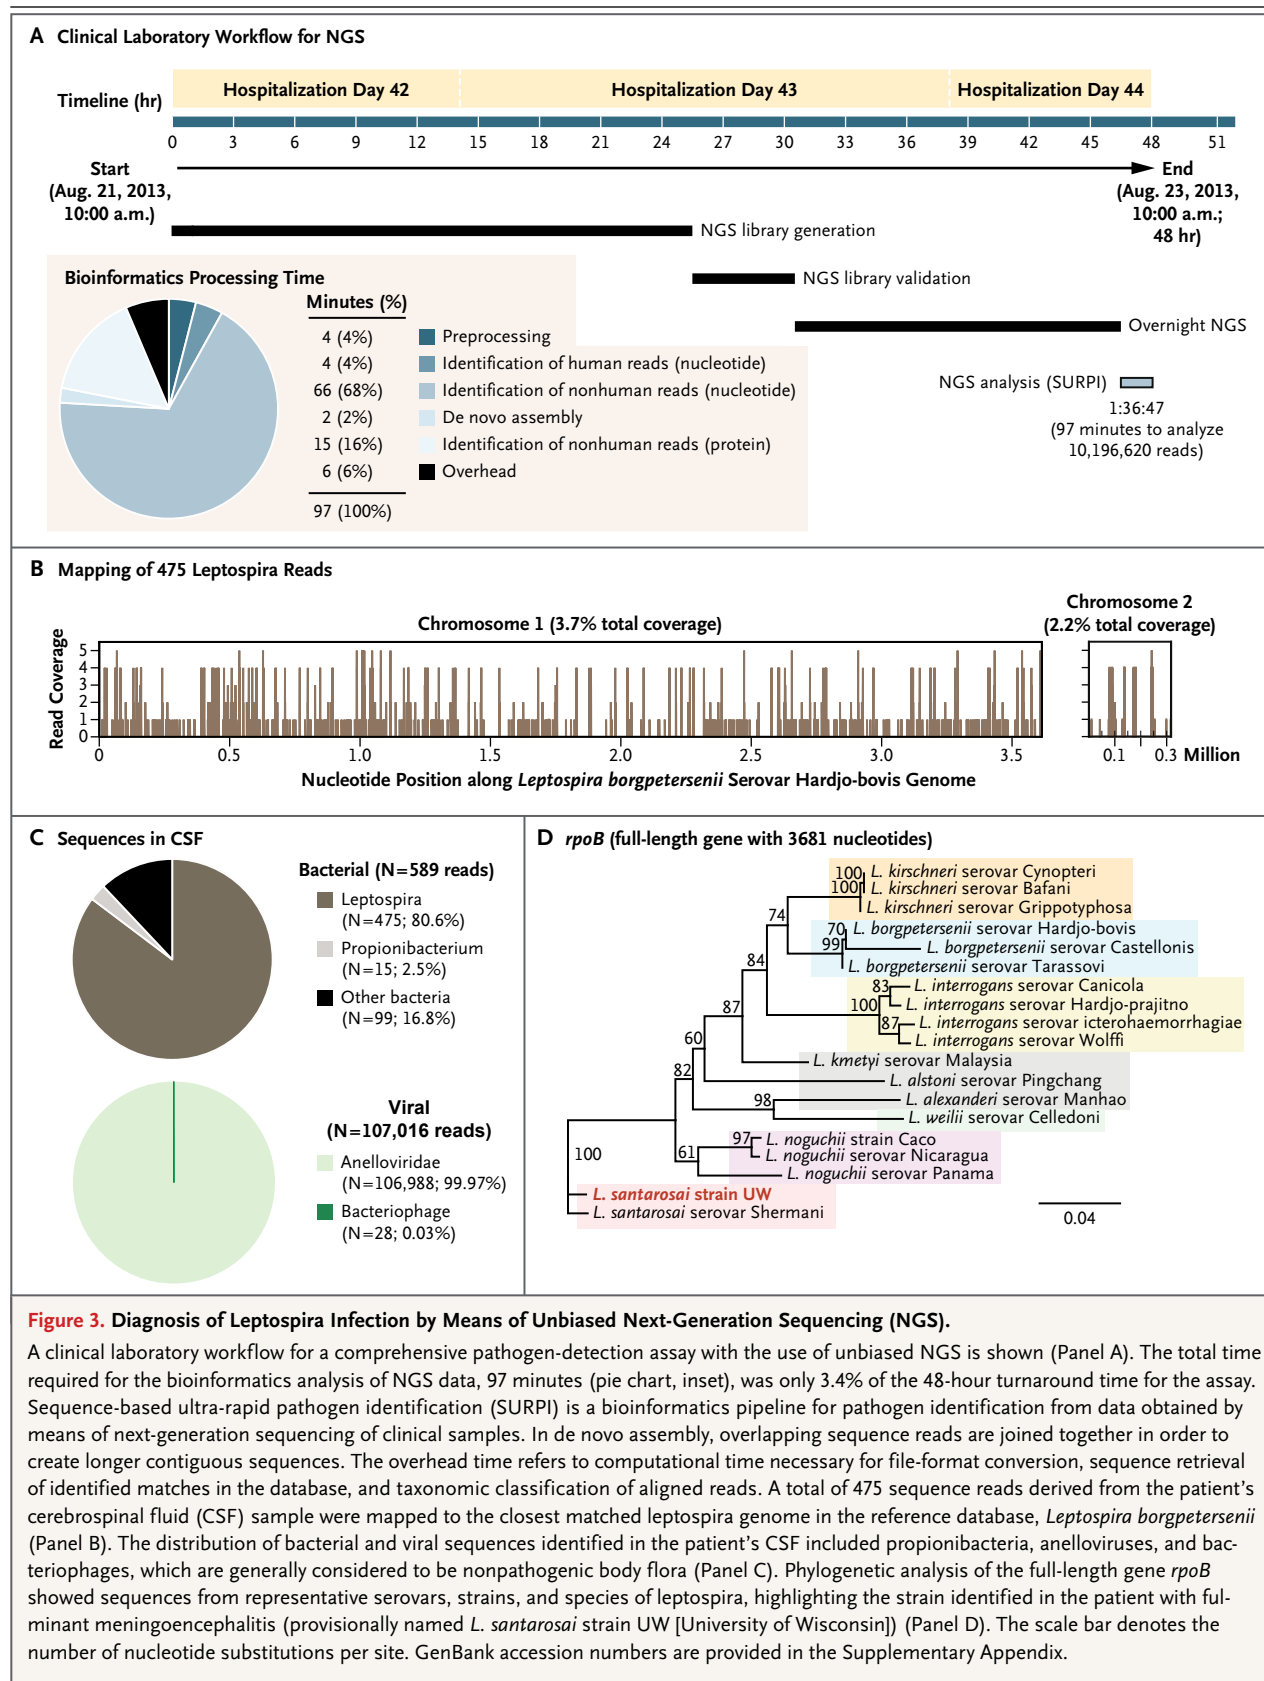 A Clinical Laboratory Workflow for NGS
Hospitalization Day 42
Hospitalization Day 43
Hospitalization Day 44
Timeline (hr)
0 3 6 9 12 15 18 21 24 27 30 33 36 39 42 45 48 51
Start
(Aug. 21, 2013,
10:00 a.m.)
End
(Aug. 23, 2013,
10:00 a.m.;
48 hr)
NGS library generation
NGS library validation
Overnight NGS
NGS analysis (SURPI)
1:36:47
(97 minutes to analyze
10,196,620 reads)
Bioinformatics Processing Time
Minutes (%)
4 (4%) Preprocessing
4 (4%) Identification of human reads (nucleotide)
66 (68%) Identification of nonhuman reads (nucleotide)
2 (2%) De novo assembly
15 (16%) Identification of nonhuman reads (protein)
6 (6%) Overhead
97 (100%)
B Mapping of 475 Leptospira Reads
Chromosome 1 (3.7% total coverage)
Chromosome 2
(2.2% total coverage)
Read Coverage
5
4
3
2
1
0
0 0.5 1.0 1.5 2.0 2.5 3.0 3.5
0.1 0.3 Million
Nucleotide Position along Leptospira borgpetersenii Serovar Hardjo-bovis Genome
C Sequences in CSF
Bacterial (N=589 reads)
Leptospira
(N=475; 80.6%)
Propionibacterium
(N=15; 2.5%)
Other bacteria
(N=99; 16.8%)
Viral
(N=107,016 reads)
Anelloviridae
(N=106,988; 99.97%)
Bacteriophage
(N=28; 0.03%)
D rpoB (full-length gene with 3681 nucleotides)
100 L. kirschneri serovar Cynopteri
100 L. kirschneri serovar Bafani
L. kirschneri serovar Grippotyphosa
74
70 L. borgpetersenii serovar Hardjo-bovis
99 L. borgpetersenii serovar Castellonis
L. borgpetersenii serovar Tarassovi
84
83 L. interrogans serovar Canicola
100 L. interrogans serovar Hardjo-prajitno
87 L. interrogans serovar icterohaemorrhagiae
L. interrogans serovar Wolffi
87
60
L. kmetyi serovar Malaysia
82
L. alstoni serovar Pingchang
98 L. alexanderi serovar Manhao
L. weilii serovar Celledoni
97 L. noguchii strain Caco
61 L. noguchii serovar Nicaragua
L. noguchii serovar Panama
100
L. santarosai strain UW
L. santarosai serovar Shermani
0.04
Figure 3. Diagnosis of Leptospira Infection by Means of Unbiased Next-Generation Sequencing (NGS).
A clinical laboratory workflow for a comprehensive pathogen-detection assay with the use of unbiased NGS is shown (Panel A). The total time
required for the bioinformatics analysis of NGS data, 97 minutes (pie chart, inset), was only 3.4% of the 48-hour turnaround time for the assay.
Sequence-based ultra-rapid pathogen identification (SURPI) is a bioinformatics pipeline for pathogen identification from data obtained by
means of next-generation sequencing of clinical samples. In de novo assembly, overlapping sequence reads are joined together in order to
create longer contiguous sequences. The overhead time refers to computational time necessary for file-format conversion, sequence retrieval
of identified matches in the database, and taxonomic classification of aligned reads. A total of 475 sequence reads derived from the patient's
cerebrospinal fluid (CSF) sample were mapped to the closest matched leptospira genome in the reference database, Leptospira borgpetersenii
(Panel B). The distribution of bacterial and viral sequences identified in the patient's CSF included propionibacteria, anelloviruses, and bac-
teriophages, which are generally considered to be nonpathogenic body flora (Panel C). Phylogenetic analysis of the full-length gene rpoB
showed sequences from representative serovars, strains, and species of leptospira, highlighting the strain identified in the patient with ful-
minant meningoencephalitis (provisionally named L. santarosai strain UW [University of Wisconsin]) (Panel D). The scale bar denotes the
number of nucleotide substitutions per site. GenBank accession numbers are provided in the Supplementary Appendix.